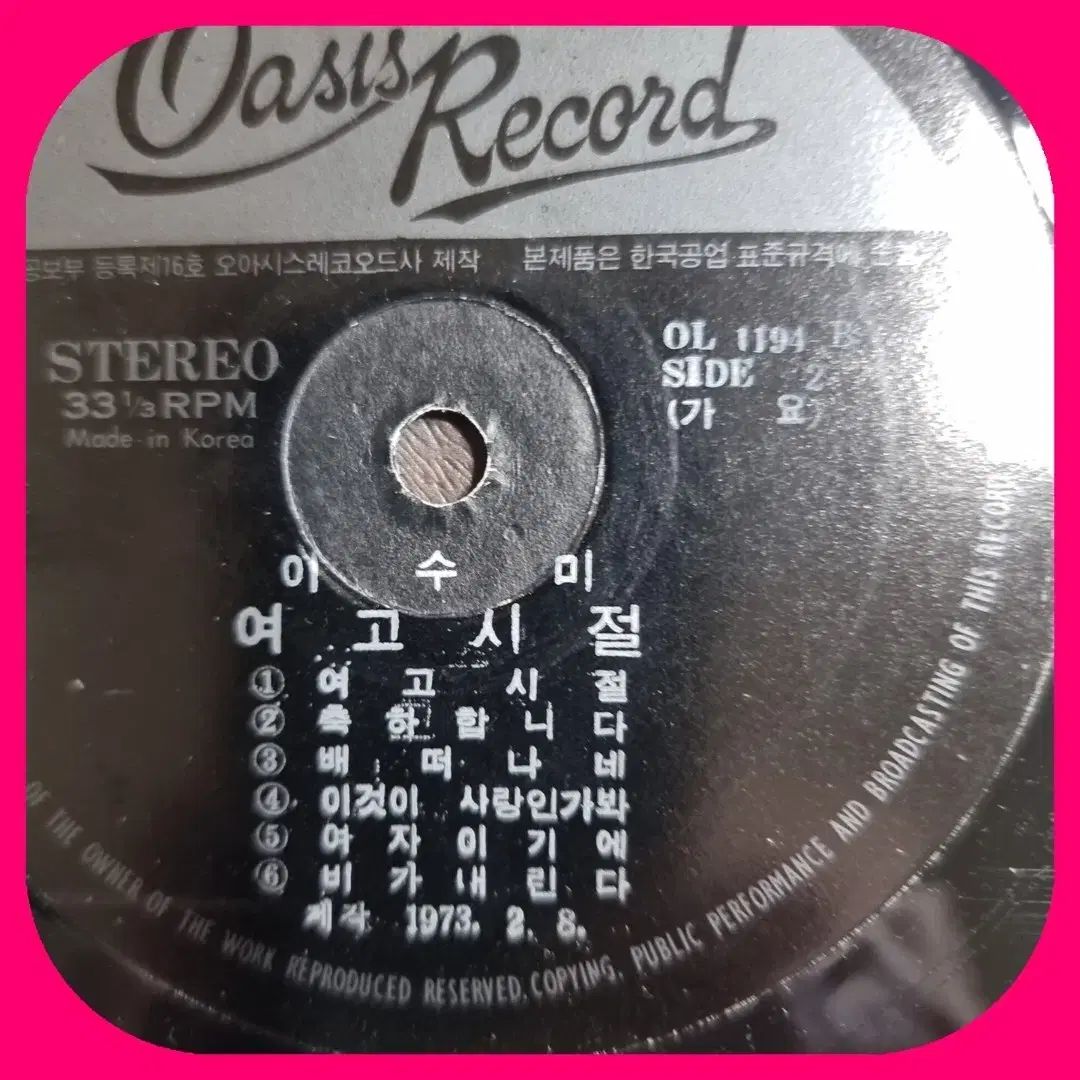 Oasis Record
공보부 등록제16호 오아시스레코오드사 제작 본제품은 한국공업 표준규격에
STEREO
33 1/3 RPM
Made in Korea
OL 1194 B
SIDE 2
(가 요)
이 수 미
여 고 시 절
① 여 고 시 절
② 축 하 합 니 다
③ 배 떠 나 네
④ 이것이 사랑인가봐
⑤ 여 자 이 기 에
⑥ 비 가 내 린 다
제작 1973. 2. 8.
OF THE OWNER OF THE WORK REPRODUCED RESERVED. COPYING, PUBLIC PERFORMANCE AND BROADCASTING OF THIS RECORD